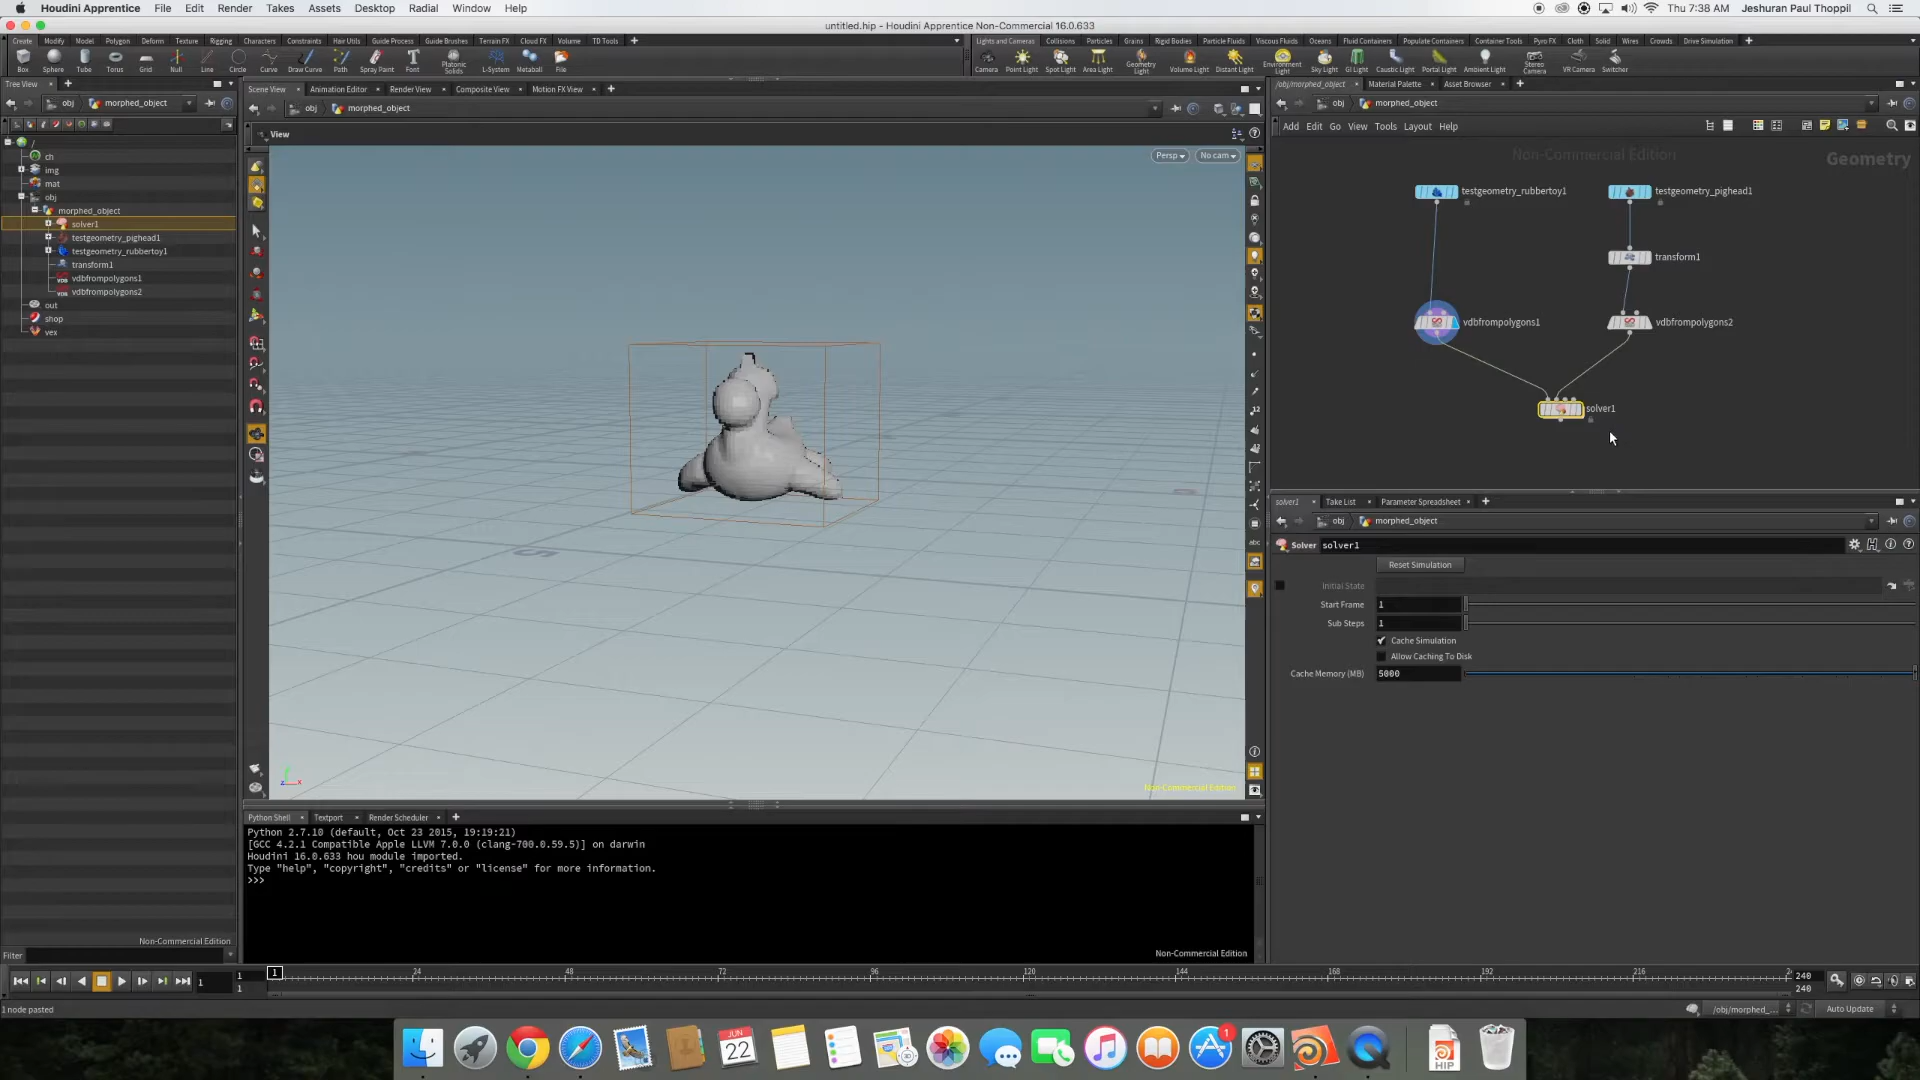 Houdini Apprentice File Edit Render Takes Assets Desktop Radial Window Help Thu 7:38 AM Jeshuran Paul Thoppil
untitled.hip - Houdini Apprentice Non-Commercial 16.0.633
Create Modify Model Polygon Deform Texture Rigging Characters Constraints Hair Utils Guide Process Guide Brushes Terrain FX Cloud FX Volume TD Tools
Lights and Cameras Collisions Particles Grains Rigid Bodies Particle Fluids Viscous Fluids Oceans Fluid Containers Populate Containers Container Tools Pyro FX Cloth Solid Wires Crowds Drive Simulation
Box Sphere Tube Torus Grid Null Line Circle Curve Draw Curve Path Spray Paint Font Platonic Solids L-System Metaball File
Camera Point Light Spot Light Area Light Geometry Light Volume Light Distant Light Environment Light Sky Light GI Light Caustic Light Portal Light Ambient Light Stereo Camera VR Camera Switcher
Tree View
obj morphed_object
/
ch
img
mat
obj
morphed_object
solver1
testgeometry_pighead1
testgeometry_rubbertoy1
transform1
vdbfrompolygons1
vdbfrompolygons2
out
shop
vex
Non-Commercial Edition
Filter
Scene View Animation Editor Render View Composite View Motion FX View
obj morphed_object
View
Persp No cam
Non-Commercial Edition
Python Shell Textport Render Scheduler
Python 2.7.10 (default, Oct 23 2015, 19:19:21)
[GCC 4.2.1 Compatible Apple LLVM 7.0.0 (clang-700.0.59.5)] on darwin
Houdini 16.0.633 hou module imported.
Type "help", "copyright", "credits" or "license" for more information.
>>>
Non-Commercial Edition
/obj/morphed_object Material Palette Asset Browser
obj morphed_object
Add Edit Go View Tools Layout Help
Non-Commercial Edition
Geometry
testgeometry_rubbertoy1
testgeometry_pighead1
transform1
vdbfrompolygons1
vdbfrompolygons2
solver1
solver1 Take List Parameter Spreadsheet
obj morphed_object
Solver solver1
Reset Simulation
Initial State
Start Frame 1
Sub Steps 1
Cache Simulation
Allow Caching To Disk
Cache Memory (MB) 5000
1 1 1
1 24 48 72 96 120 144 168 192 216 2
240
240
1 node pasted
/obj/morphed_... Auto Update
JUN
22
1
HIP